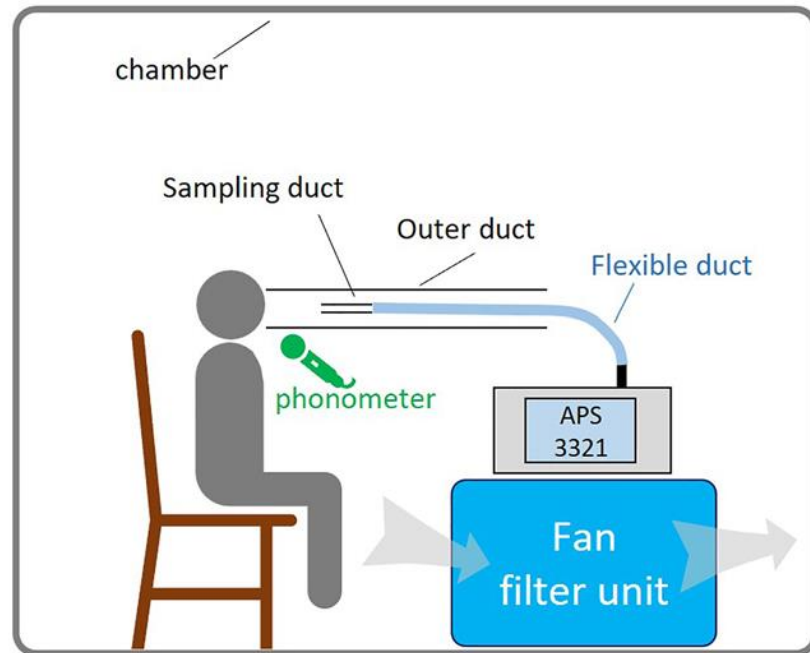 chamber
Sampling duct
Outer duct
Flexible duct
phonometer
APS
3321
Fan
filter unit